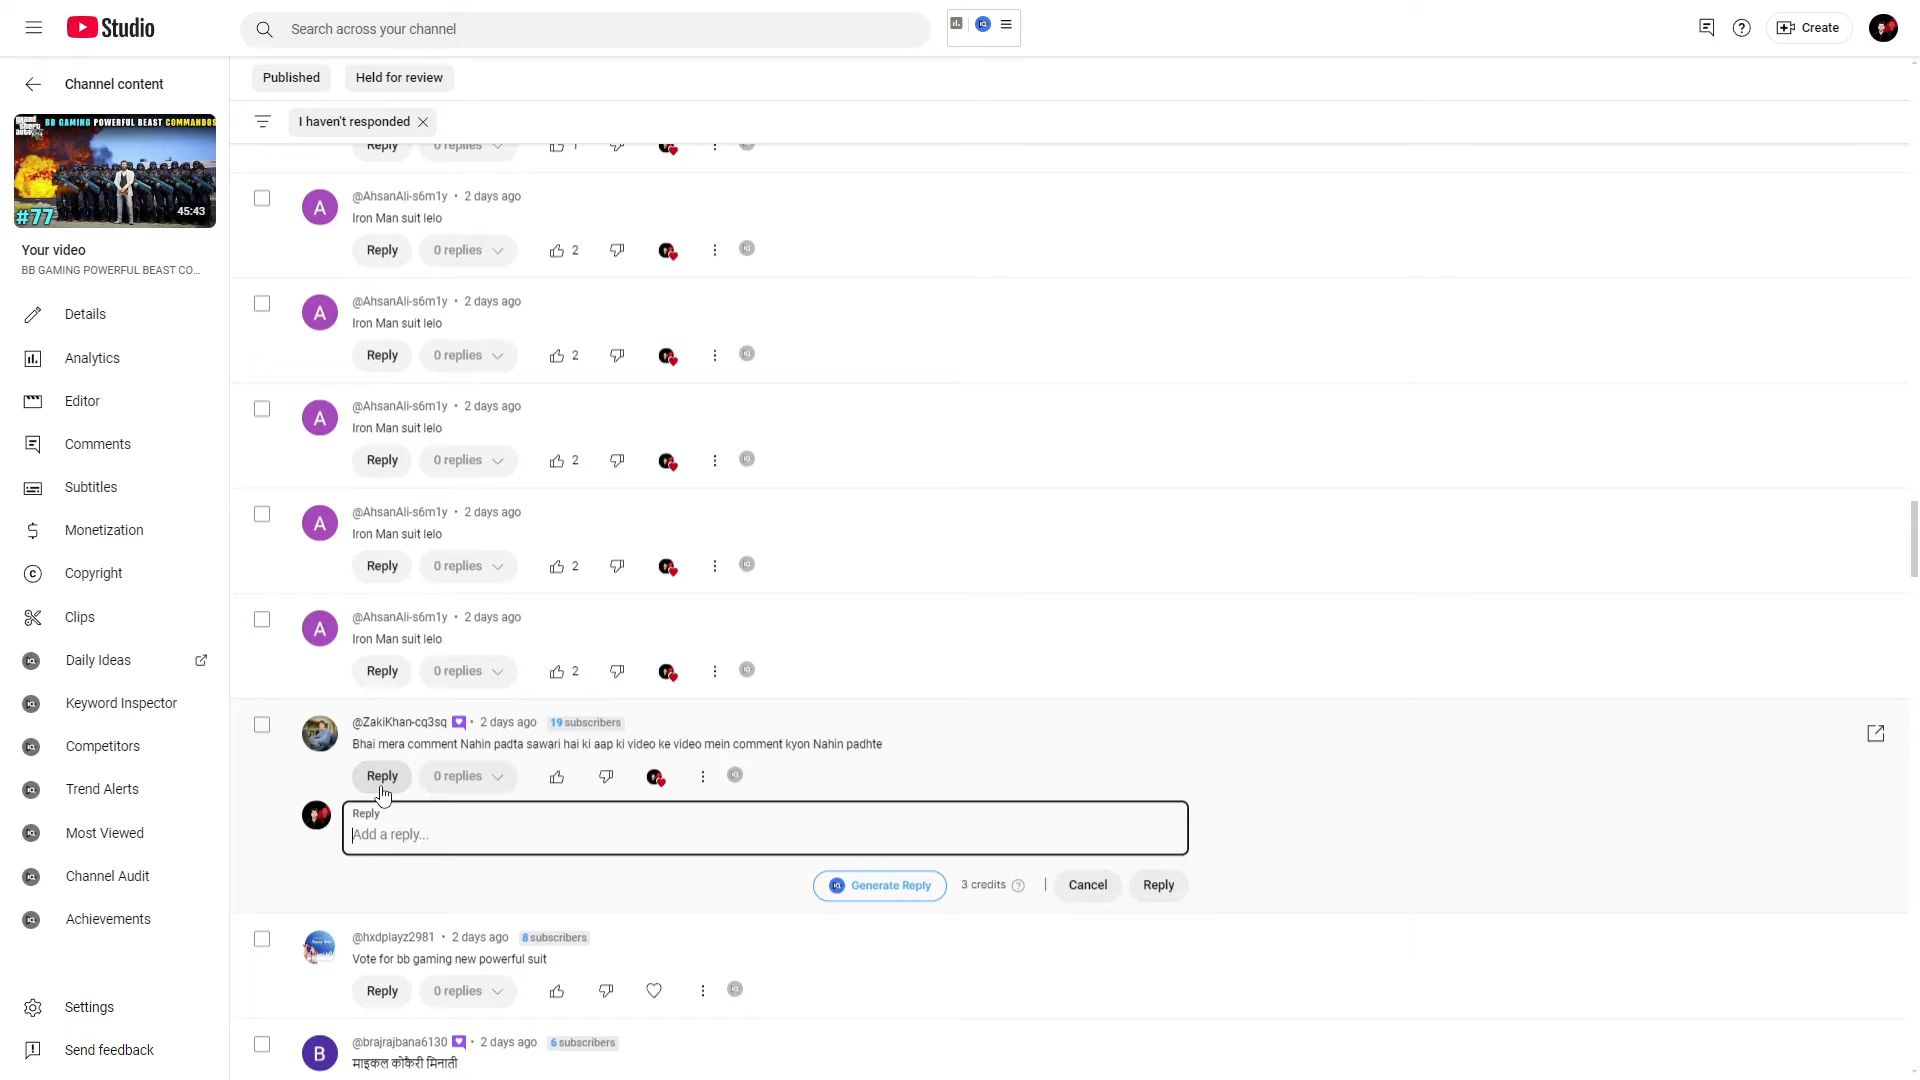 Studio
Search across your channel
Create
Channel content
Published
Held for review
I haven't responded
BB GAMING POWERFUL BEAST COMMANDOS
#77
45:43
Your video
BB GAMING POWERFUL BEAST CO...
Details
Analytics
Editor
Comments
Subtitles
Monetization
Copyright
Clips
Daily Ideas
Keyword Inspector
Competitors
Trend Alerts
Most Viewed
Channel Audit
Achievements
Settings
Send feedback
Reply 0 replies 1
@AhsanAli-s6m1y • 2 days ago
Iron Man suit lelo
Reply 0 replies 2
@AhsanAli-s6m1y • 2 days ago
Iron Man suit lelo
Reply 0 replies 2
@AhsanAli-s6m1y • 2 days ago
Iron Man suit lelo
Reply 0 replies 2
@AhsanAli-s6m1y • 2 days ago
Iron Man suit lelo
Reply 0 replies 2
@AhsanAli-s6m1y • 2 days ago
Iron Man suit lelo
Reply 0 replies 2
@ZakiKhan-cq3sq • 2 days ago 19 subscribers
Bhai mera comment Nahin padta sawari hai ki aap ki video ke video mein comment kyon Nahin padhte
Reply 0 replies
Reply
Add a reply...
Generate Reply 3 credits Cancel Reply
@hxdplayz2981 • 2 days ago 8 subscribers
Vote for bb gaming new powerful suit
Reply 0 replies
@brajrajbana6130 • 2 days ago 6 subscribers
माइकल कोकैरी मिनाती